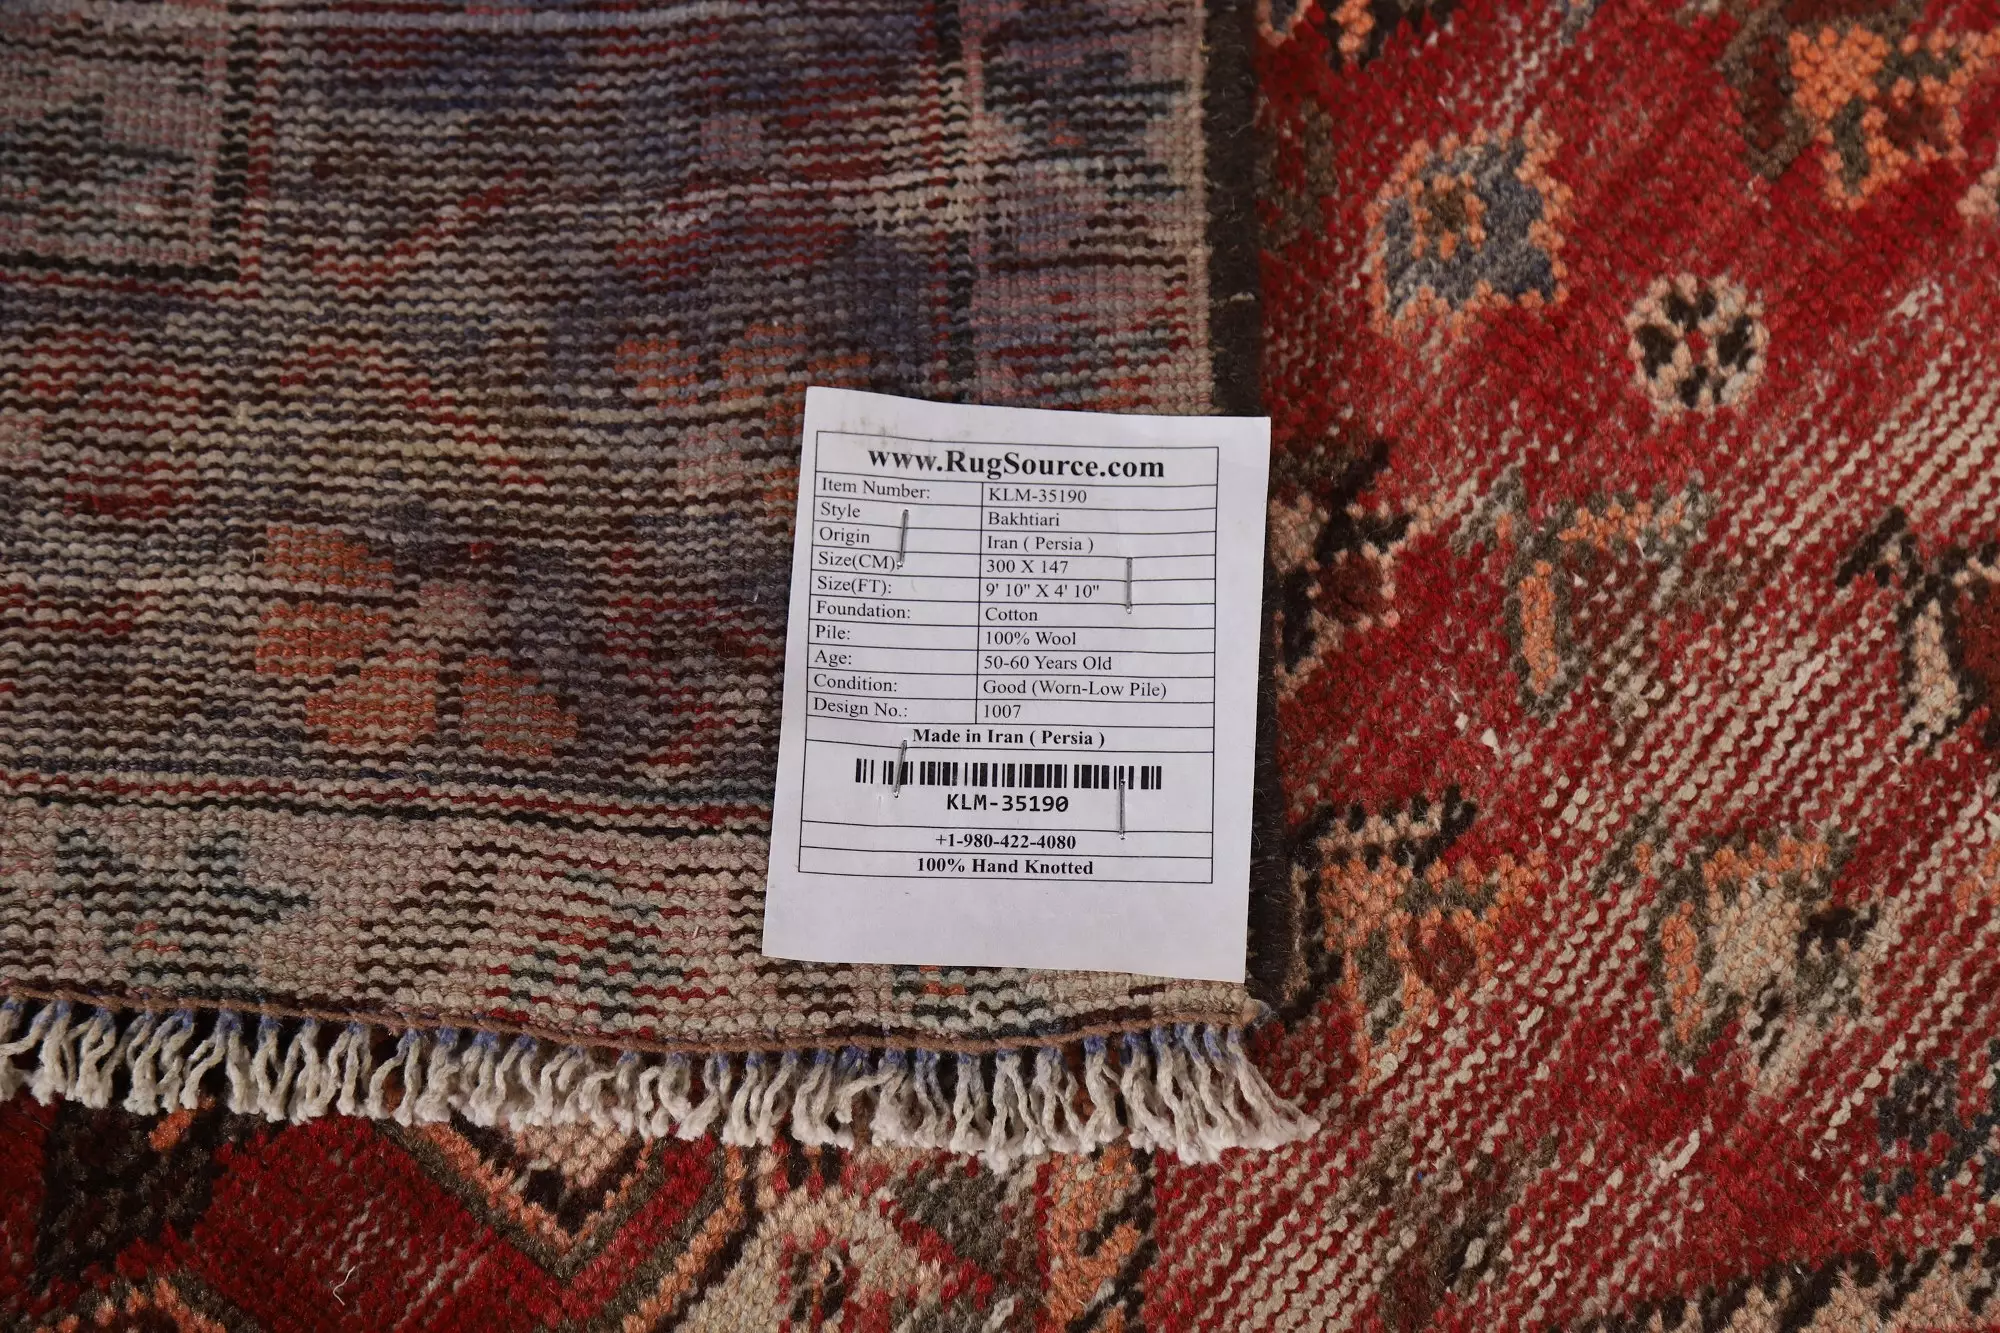 www.RugSource.com
Item Number: KLM-35190
Style Bakhtiari
Origin Iran ( Persia )
Size(CM): 300 X 147
Size(FT): 9' 10" X 4' 10"
Foundation: Cotton
Pile: 100% Wool
Age: 50-60 Years Old
Condition: Good (Worn-Low Pile)
Design No.: 1007
Made in Iran ( Persia )
KLM-35190
+1-980-422-4080
100% Hand Knotted